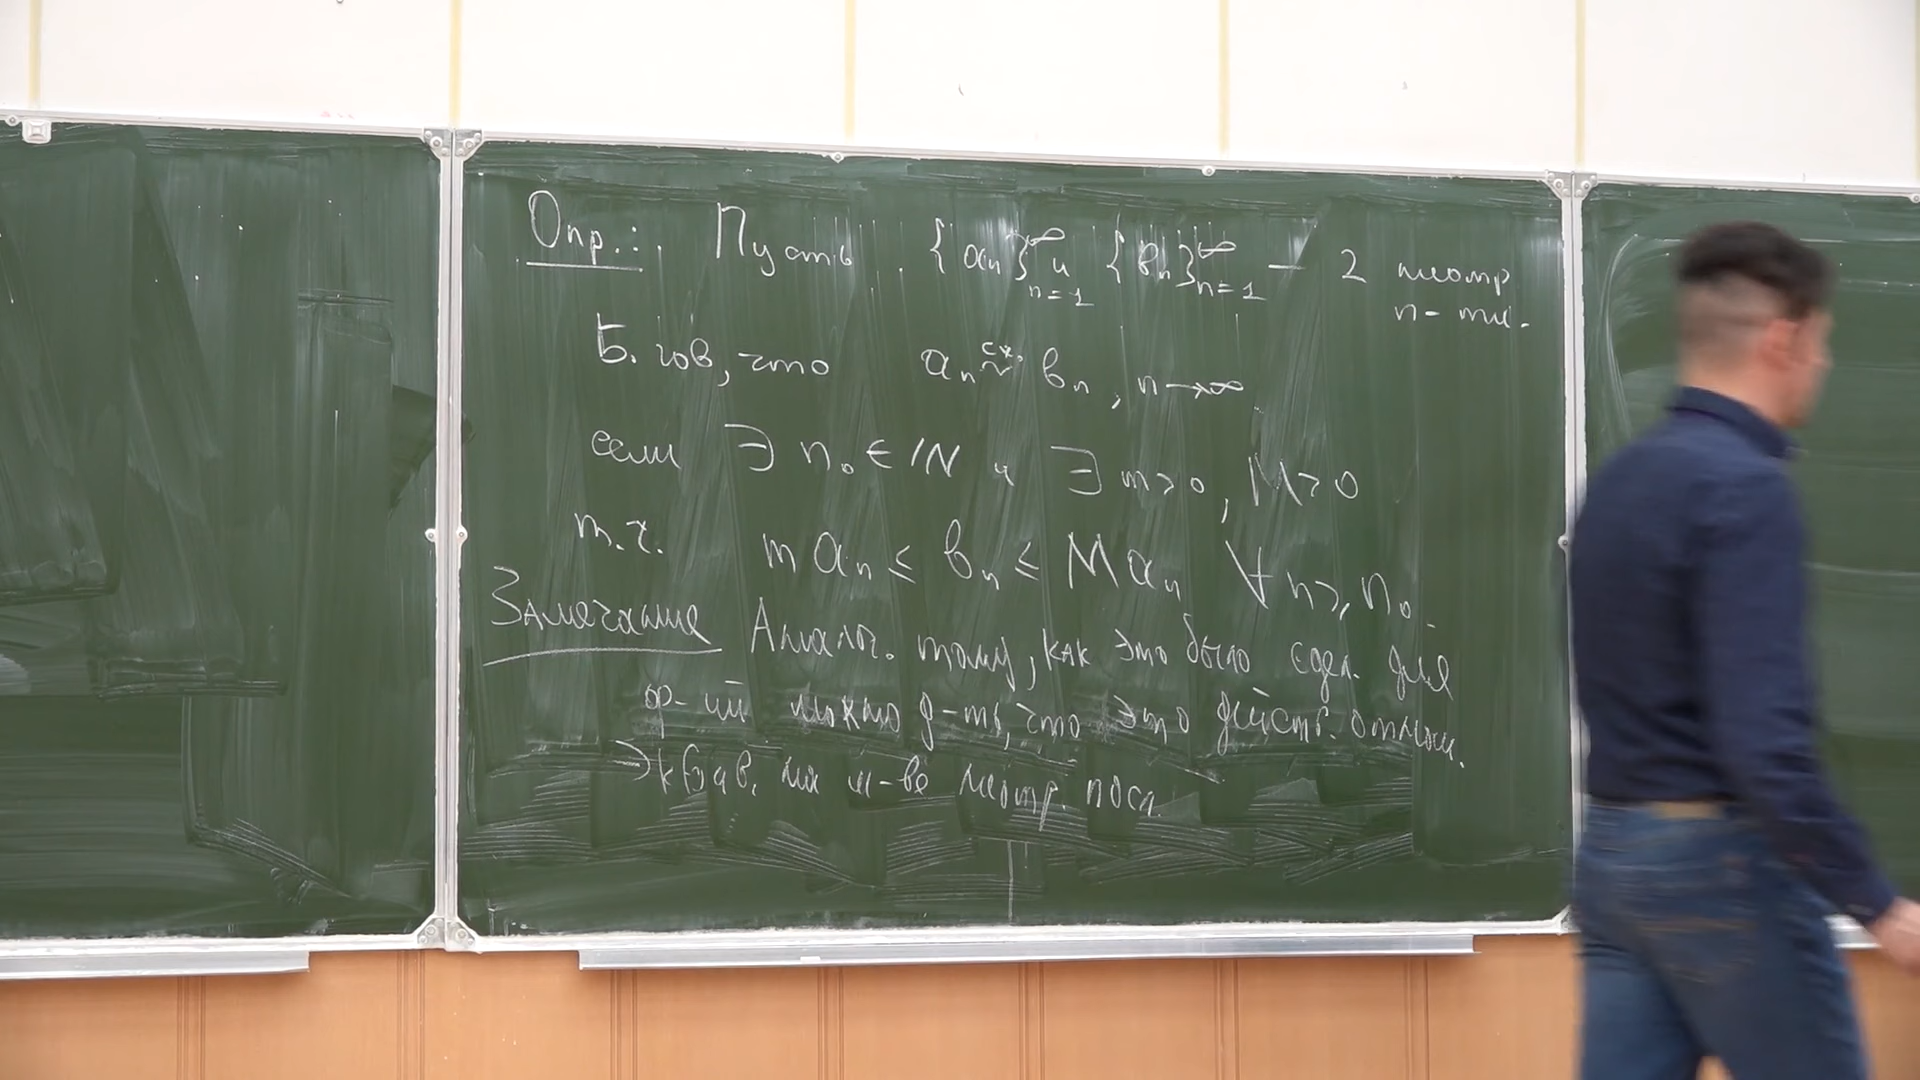 Опр.: Пусть {aₙ}ₙ₌₁^∞ и {bₙ}ₙ₌₁^∞ — 2 неотр
п-ти.
Б. гов, что aₙ ~^{сх.} bₙ, n→∞
если ∃ n₀ ∈ ℕ и ∃ m>0, M>0
т.ч. m aₙ ≤ bₙ ≤ M aₙ ∀ n ≥ n₀.
Замечание Аналог. тому, как это было сдел. для
ф-ий можно д-ть, что это действ. отнош.
эквив. на м-ве неотр. посл